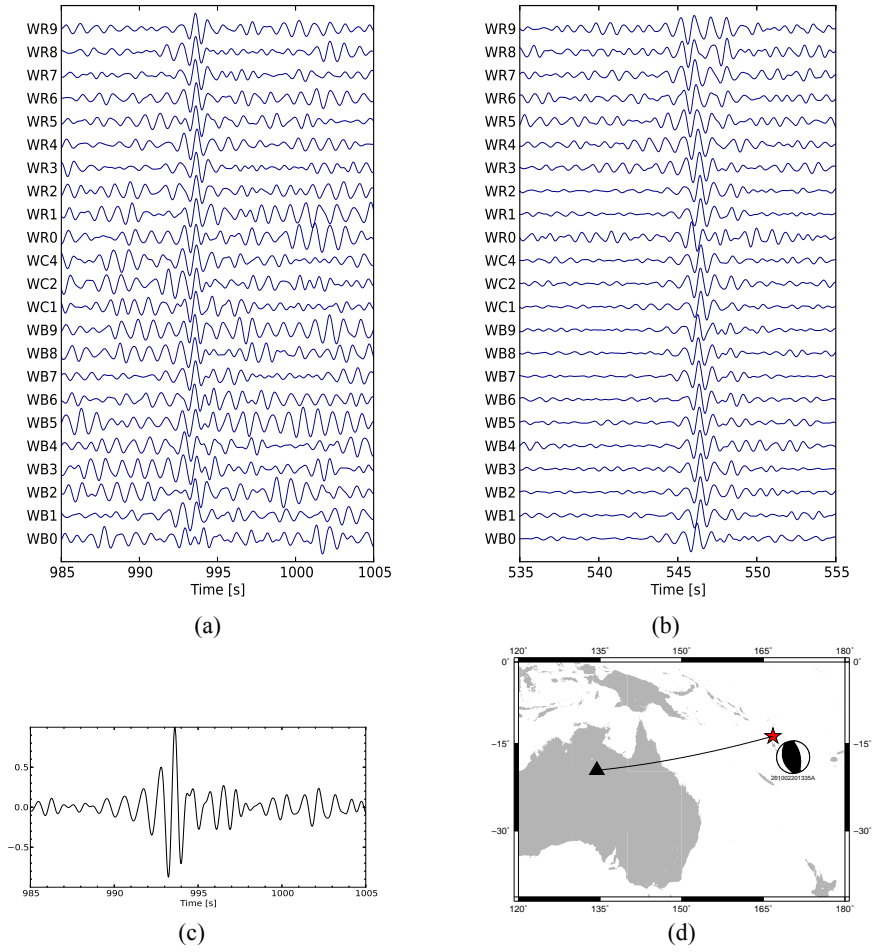 WR9
WR8
WR7
WR6
WR5
WR4
WR3
WR2
WR1
WR0
WC4
WC2
WC1
WB9
WB8
WB7
WB6
WB5
WB4
WB3
WB2
WB1
WB0
985 990 995 1000 1005
Time [s]
(a)
WR9
WR8
WR7
WR6
WR5
WR4
WR3
WR2
WR1
WR0
WC4
WC2
WC1
WB9
WB8
WB7
WB6
WB5
WB4
WB3
WB2
WB1
WB0
535 540 545 550 555
Time [s]
(b)
0.5
0.0
−0.5
985 990 995 1000 1005
Time [s]
(c)
120° 135° 150° 165° 180°
0° 0°
−15° −15°
−30° −30°
201002201335A
120° 135° 150° 165° 180°
(d)